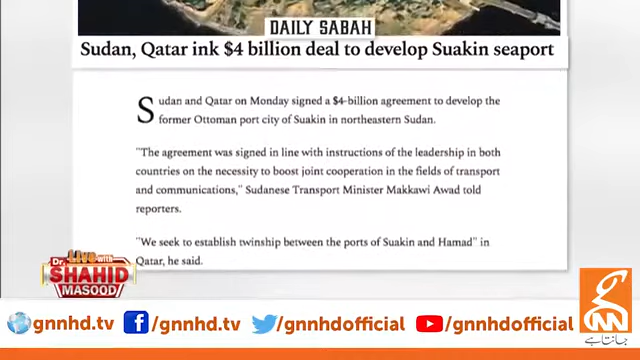 DAILY SABAH
Sudan, Qatar ink $4 billion deal to develop Suakin seaport
Sudan and Qatar on Monday signed a $4-billion agreement to develop the
former Ottoman port city of Suakin in northeastern Sudan.
"The agreement was signed in line with instructions of the leadership in both
countries on the necessity to boost joint cooperation in the fields of transport
and communications," Sudanese Transport Minister Makkawi Awad told
reporters.
"We seek to establish twinship between the ports of Suakin and Hamad" in
Qatar, he said.
Live with
Dr. SHAHID
MASOOD
GNN
جانتا ہے
gnnhd.tv /gnnhd.tv /gnnhdofficial /gnnhdofficial